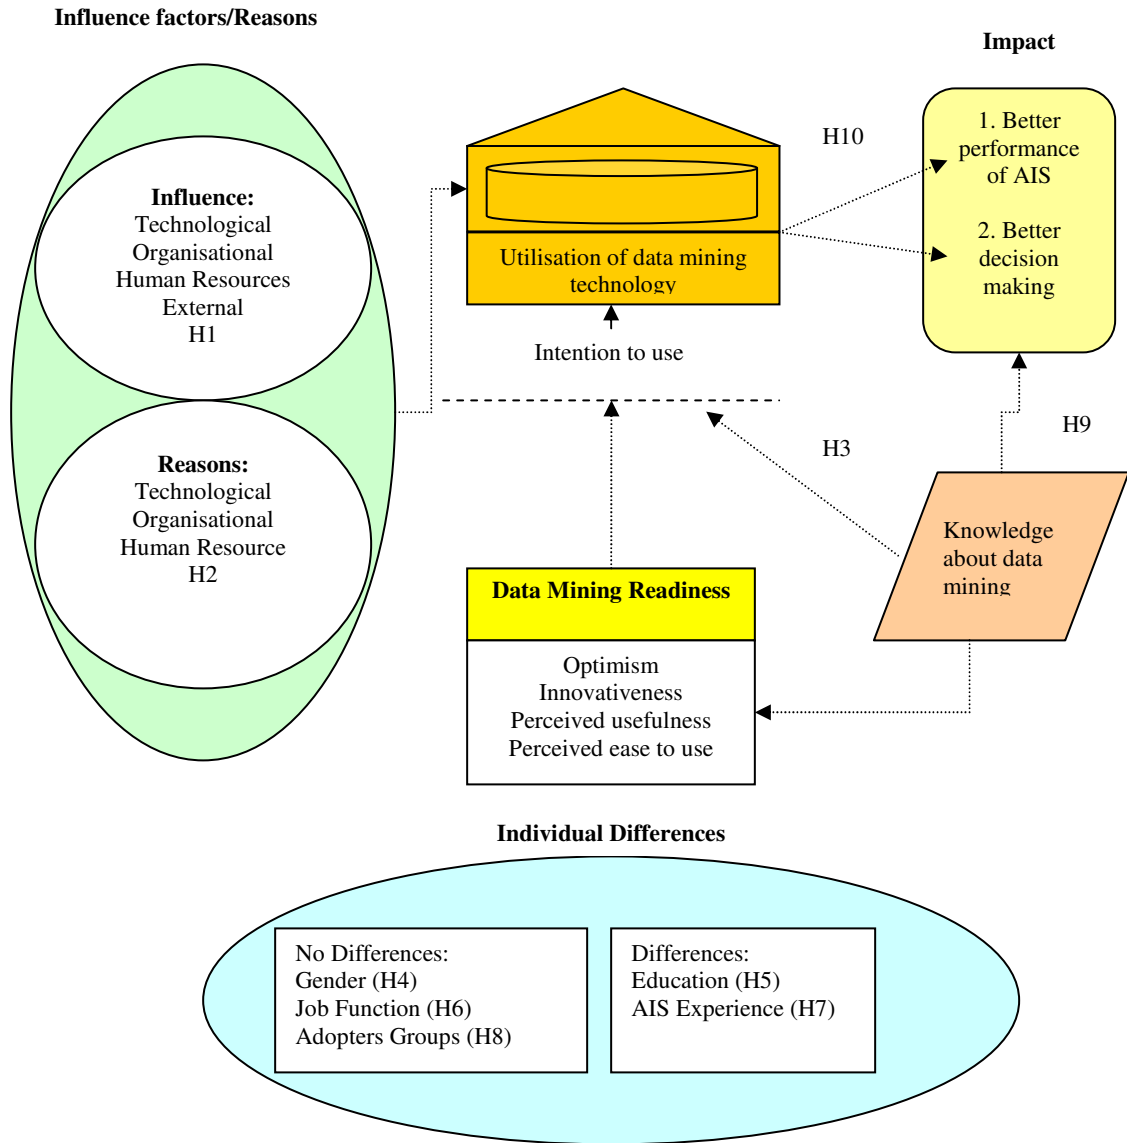 Influence factors/Reasons
Impact
Influence:
Technological
Organisational
Human Resources
External
H1
Reasons:
Technological
Organisational
Human Resource
H2
Utilisation of data mining
technology
Intention to use
H10
1. Better
performance
of AIS
2. Better
decision
making
H3
H9
Knowledge
about data
mining
Data Mining Readiness
Optimism
Innovativeness
Perceived usefulness
Perceived ease to use
Individual Differences
No Differences:
Gender (H4)
Job Function (H6)
Adopters Groups (H8)
Differences:
Education (H5)
AIS Experience (H7)